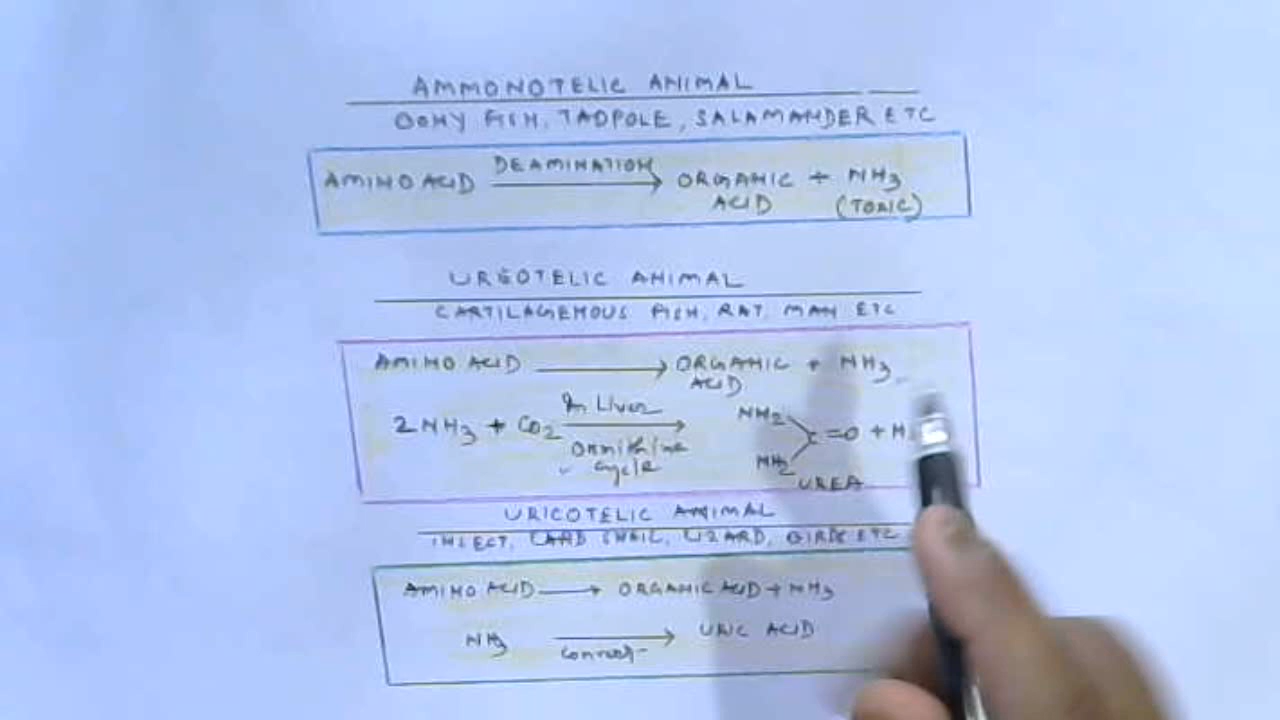 AMMONOTELIC ANIMAL
BONY FISH, TADPOLE, SALAMANDER ETC
DEAMINATION
AMINO ACID → ORGANIC + NH3
ACID (TOXIC)
UREOTELIC ANIMAL
CARTILAGENOUS FISH, RAT, MAN ETC
AMINO ACID → ORGANIC + NH3
ACID
In Liver
2NH3 + CO2 → NH2 NH2 C=O + H
Ornithine
cycle
UREA
URICOTELIC ANIMAL
INSECT, LAND SNAIL, LIZARD, BIRDS ETC
AMINO ACID → ORGANIC ACID + NH3
NH3 → URIC ACID
Convert